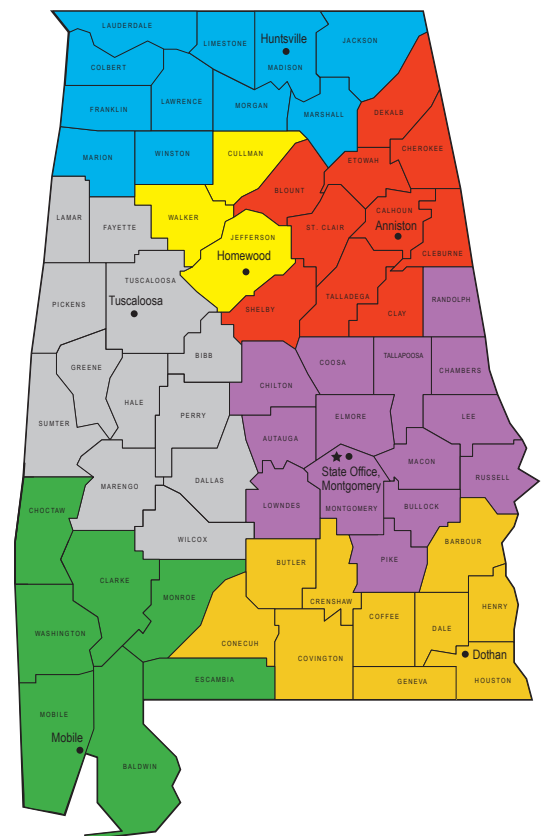 LAUDERDALE
LIMESTONE
Huntsville
MADISON
JACKSON
COLBERT
FRANKLIN
LAWRENCE
MORGAN
MARSHALL
DEKALB
MARION
WINSTON
CULLMAN
ETOWAH
CHEROKEE
BLOUNT
LAMAR
FAYETTE
WALKER
JEFFERSON
Homewood
ST. CLAIR
CALHOUN
Anniston
CLEBURNE
TUSCALOOSA
Tuscaloosa
PICKENS
SHELBY
TALLADEGA
CLAY
RANDOLPH
GREENE
BIBB
COOSA
TALLAPOOSA
CHAMBERS
HALE
CHILTON
PERRY
ELMORE
LEE
SUMTER
AUTAUGA
MACON
State Office,
Montgomery
MONTGOMERY
MARENGO
DALLAS
LOWNDES
BULLOCK
RUSSELL
CHOCTAW
WILCOX
BARBOUR
BUTLER
PIKE
CLARKE
MONROE
CRENSHAW
COFFEE
HENRY
WASHINGTON
CONECUH
DALE
COVINGTON
Dothan
ESCAMBIA
GENEVA
HOUSTON
MOBILE
Mobile
BALDWIN